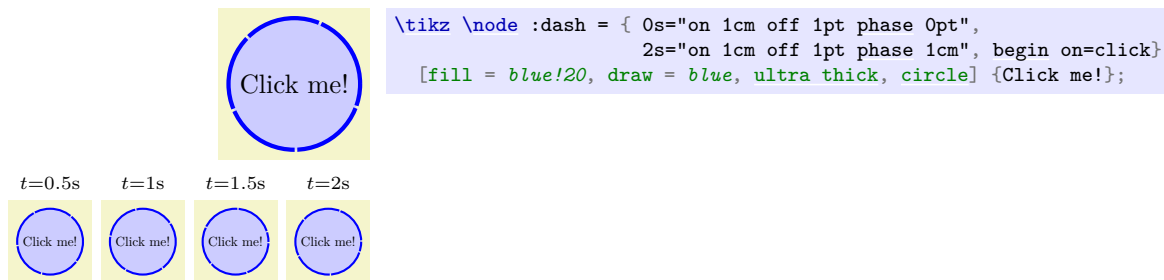 Click me!
\tikz \node :dash = { 0s="on 1cm off 1pt phase 0pt",
2s="on 1cm off 1pt phase 1cm", begin on=click}
[fill = blue!20, draw = blue, ultra thick, circle] {Click me!};
t=0.5s t=1s t=1.5s t=2s
Click me! Click me! Click me! Click me!